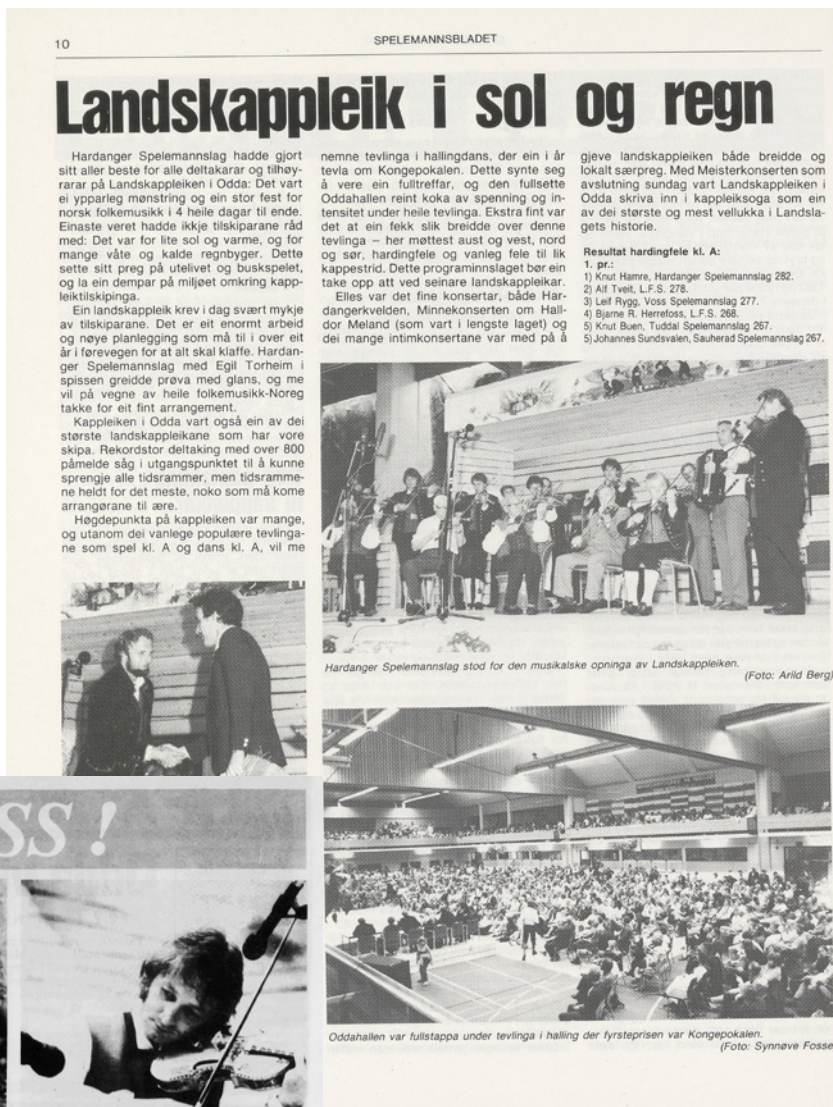 10
SPELEMANNSBLADET
Landskappleik i sol og regn
Hardanger Spelemannslag hadde gjort
sitt aller beste for alle deltakarar og tilhøy-
rarar på Landskappleiken i Odda: Det vart
ei ypparleg mønstring og ein stor fest for
norsk folkemusikk i 4 heile dagar til ende.
Einaste veret hadde ikkje tilskiparane råd
med: Det var for lite sol og varme, og for
mange våte og kalde regnbyger. Dette
sette sitt preg på utelivet og buskspelet,
og la ein dempar på miljøet omkring kapp-
leiktilskipinga.
Ein landskappleik krev i dag svært mykje
av tilskiparane. Det er eit enormt arbeid
og nøye planlegging som må til i over eit
år i førevegen for at alt skal klaffe. Hardan-
ger Spelemannslag med Egil Torheim i
spissen greidde prøva med glans, og me
vil på vegne av heile folkemusikk-Noreg
takke for eit fint arrangement.
Kappleiken i Odda vart også ein av dei
største landskappleikane som har vore
skipa. Rekordstor deltaking med over 800
påmelde såg i utgangspunktet til å kunne
sprengje alle tidsrammer, men tidsramme-
ne heldt for det meste, noko som må kome
arrangørane til ære.
Høgdepunkta på kappleiken var mange,
og utanom dei vanlege populære tevlinga-
ne som spel kl. A og dans kl. A, vil me
nemne tevlinga i hallingdans, der ein i år
tevla om Kongepokalen. Dette synte seg
å vere ein fulltreffar, og den fullsette
Oddahallen reint koka av spenning og in-
tensitet under heile tevlinga. Ekstra fint var
det at ein fekk slik breidde over denne
tevlinga – her møttest aust og vest, nord
og sør, hardingfele og vanleg fele til lik
kappestrid. Dette programinnslaget bør ein
take opp att ved seinare landskappleikar.
Elles var det fine konsertar, både Har-
dangerkvelden, Minnekonserten om Hall-
dor Meland (som vart i lengste laget) og
dei mange intimkonsertane var med på å
gjeve landskappleiken både breidde og
lokalt særpreg. Med Meisterkonserten som
avslutning sundag vart Landskappleiken i
Odda skriva inn i kappleiksoga som ein
av dei største og mest vellukka i Landsla-
gets historie.
Resultat hardingfele kl. A:
1. pr.:
1) Knut Hamre, Hardanger Spelemannslag 282.
2) Alf Tveit, L.F.S. 278.
3) Leif Rygg, Voss Spelemannslag 277.
4) Bjarne R. Herrefoss, L.F.S. 268.
5) Knut Buen, Tuddal Spelemannslag 267.
5) Johannes Sundsvalen, Sauherad Spelemannslag 267.
Hardanger Spelemannslag stod for den musikalske opninga av Landskappleiken.
(Foto: Arild Berg)
SS !
Oddahallen var fullstappa under tevlinga i halling der fyrsteprisen var Kongepokalen.
(Foto: Synnøve Fosse